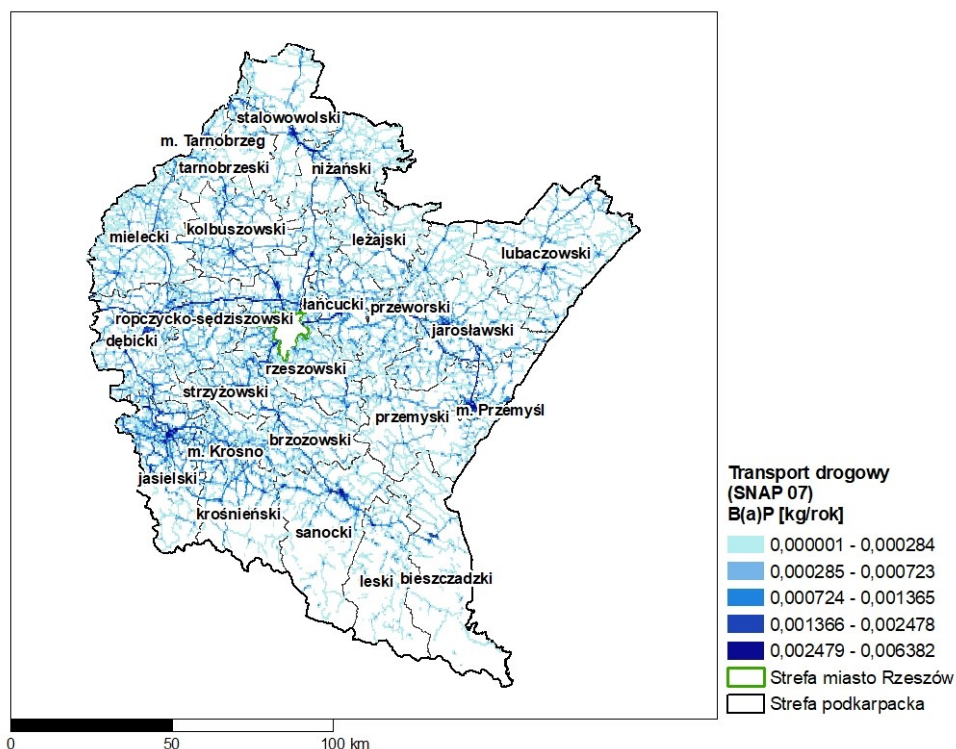 stalowowolski
m. Tarnobrzeg
tarnobrzeski
niżański
mielecki
kolbuszowski
leżajski
lubaczowski
łańcucki
przeworski
ropczycko-sędziszowski
jarosławski
dębicki
rzeszowski
strzyżowski
przemyski
m. Przemyśl
brzozowski
m. Krosno
jasielski
krośnieński
sanocki
leski
bieszczadzki
Transport drogowy
(SNAP 07)
B(a)P [kg/rok]
0,000001 - 0,000284
0,000285 - 0,000723
0,000724 - 0,001365
0,001366 - 0,002478
0,002479 - 0,006382
Strefa miasto Rzeszów
Strefa podkarpacka
0 50 100 km